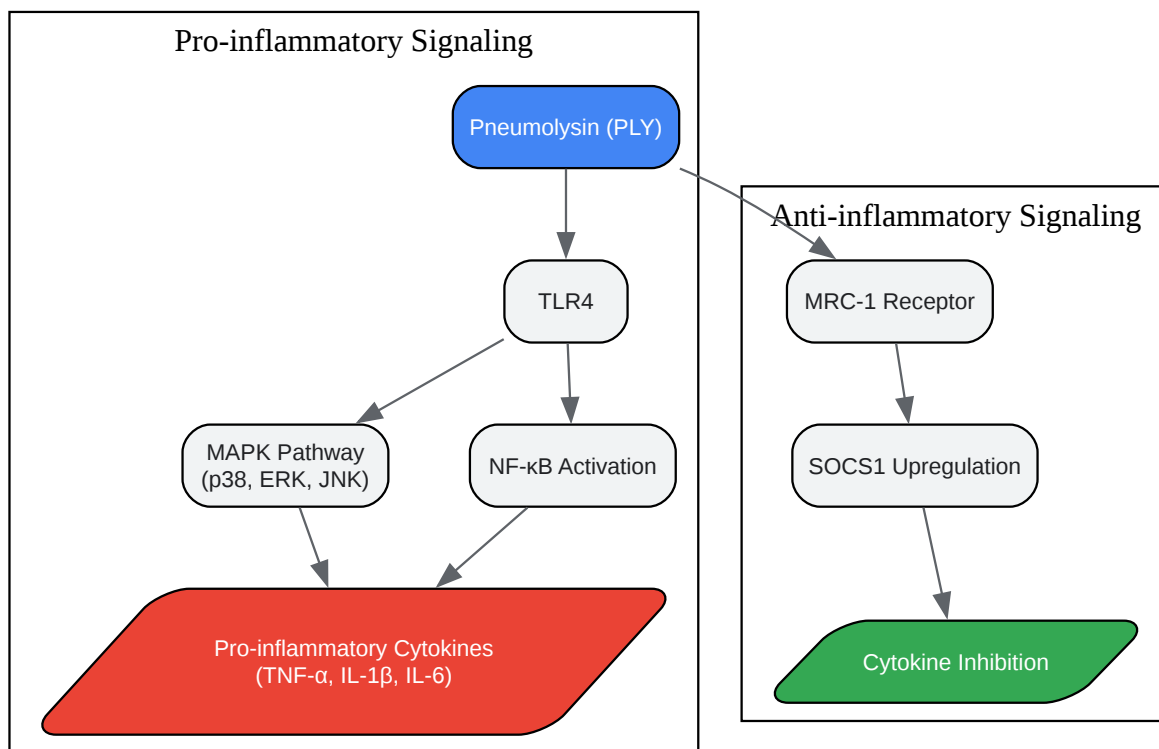 Pro-inflammatory Signaling
Pneumolysin (PLY)
TLR4
MAPK Pathway
(p38, ERK, JNK)
NF-κB Activation
Pro-inflammatory Cytokines
(TNF-α, IL-1β, IL-6)
Anti-inflammatory Signaling
MRC-1 Receptor
SOCS1 Upregulation
Cytokine Inhibition